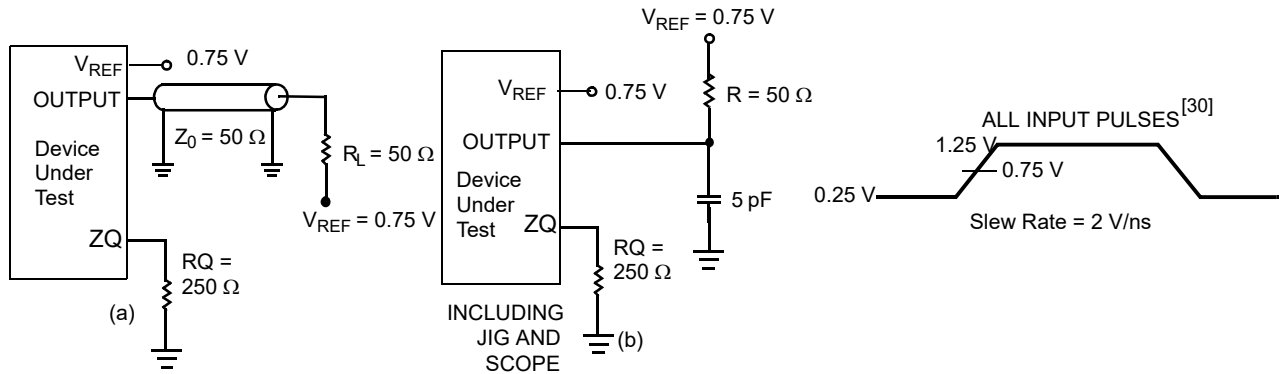 V_REF 0.75 V
OUTPUT
Z_0 = 50 Ω
Device
Under
Test
R_L = 50 Ω
V_REF = 0.75 V
ZQ
RQ =
250 Ω
(a)
V_REF = 0.75 V
V_REF 0.75 V
R = 50 Ω
OUTPUT
Device
Under
Test
5 pF
ZQ
RQ =
250 Ω
INCLUDING
JIG AND
SCOPE
(b)
ALL INPUT PULSES[30]
1.25 V
0.75 V
0.25 V
Slew Rate = 2 V/ns